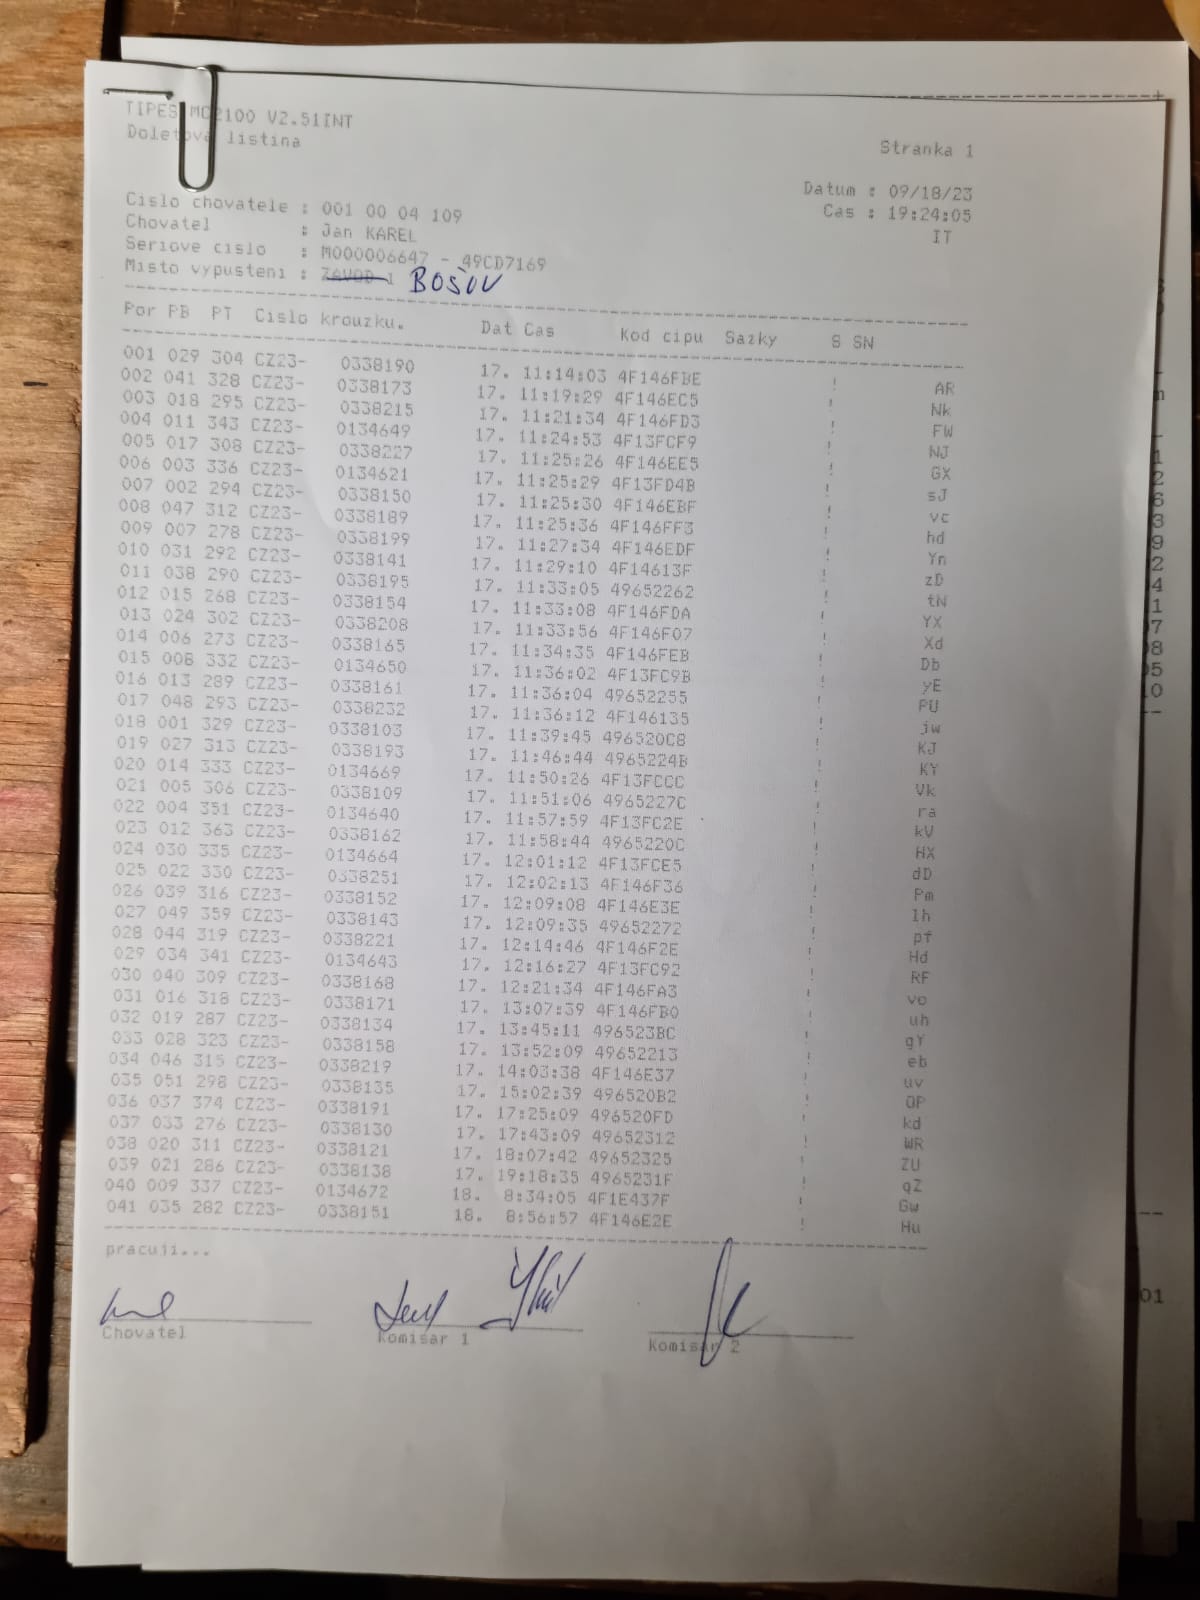 TIPES MC2100 V2.51INT
Doletova listina
Stranka 1
Datum : 09/18/23
Cas : 19:24:05
IT
Cislo chovatele : 001 00 04 109
Chovatel : Jan KAREL
Seriove cislo : M000006647 - 49CD7169
Misto vypusteni : ZAVOD 1 BOŠOV
Por PB PT Cislo krouzku. Dat Cas Kod cipu Sazky S SN
001 029 304 CZ23- 0338190 17. 11:14:03 4F146FBE ! AR
002 041 328 CZ23- 0338173 17. 11:19:29 4F146EC5 ! Nk
003 018 295 CZ23- 0338215 17. 11:21:34 4F146FD3 ! FW
004 011 343 CZ23- 0134649 17. 11:24:53 4F13FCF9 ! NJ
005 017 308 CZ23- 0338227 17. 11:25:26 4F146EE5 ! GX
006 003 336 CZ23- 0134621 17. 11:25:29 4F13FD4B ! sJ
007 002 294 CZ23- 0338150 17. 11:25:30 4F146EBF ! vc
008 047 312 CZ23- 0338189 17. 11:25:36 4F146FF3 ! hd
009 007 278 CZ23- 0338199 17. 11:27:34 4F146EDF ! Yn
010 031 292 CZ23- 0338141 17. 11:29:10 4F14613F ! zD
011 038 290 CZ23- 0338195 17. 11:33:05 49652262 ! tN
012 015 268 CZ23- 0338154 17. 11:33:08 4F146FDA ! YX
013 024 302 CZ23- 0338208 17. 11:33:56 4F146F07 ! Xd
014 006 273 CZ23- 0338165 17. 11:34:35 4F146FEB ! Db
015 008 332 CZ23- 0134650 17. 11:36:02 4F13FC9B ! yE
016 013 289 CZ23- 0338161 17. 11:36:04 49652255 ! PU
017 048 293 CZ23- 0338232 17. 11:36:12 4F146135 ! jw
018 001 329 CZ23- 0338103 17. 11:39:45 496520C8 ! KJ
019 027 313 CZ23- 0338193 17. 11:46:44 4965224B ! KY
020 014 333 CZ23- 0134669 17. 11:50:26 4F13FCCC ! Vk
021 005 306 CZ23- 0338109 17. 11:51:06 4965227C ! ra
022 004 351 CZ23- 0134640 17. 11:57:59 4F13FC2E ! kV
023 012 363 CZ23- 0338162 17. 11:58:44 4965220C ! HX
024 030 335 CZ23- 0134664 17. 12:01:12 4F13FCE5 ! dD
025 022 330 CZ23- 0338251 17. 12:02:13 4F146F36 ! Pm
026 039 316 CZ23- 0338152 17. 12:09:08 4F146E3E ! lh
027 049 359 CZ23- 0338143 17. 12:09:35 49652272 ! pf
028 044 319 CZ23- 0338221 17. 12:14:46 4F146F2E ! Hd
029 034 341 CZ23- 0134643 17. 12:16:27 4F13FC92 ! RF
030 040 309 CZ23- 0338168 17. 12:21:34 4F146FA3 ! vo
031 016 318 CZ23- 0338171 17. 13:07:39 4F146FB0 ! uh
032 019 287 CZ23- 0338134 17. 13:45:11 496523BC ! gY
033 028 323 CZ23- 0338158 17. 13:52:09 49652213 ! eb
034 046 315 CZ23- 0338219 17. 14:03:38 4F146E37 ! uv
035 051 298 CZ23- 0338135 17. 15:02:39 496520B2 ! OP
036 037 374 CZ23- 0338191 17. 17:25:09 496520FD ! kd
037 033 276 CZ23- 0338130 17. 17:43:09 49652312 ! WR
038 020 311 CZ23- 0338121 17. 18:07:42 49652325 ! ZU
039 021 286 CZ23- 0338138 17. 19:18:35 4965231F ! qZ
040 009 337 CZ23- 0134672 18. 8:34:05 4F1E437F ! Gw
041 035 282 CZ23- 0338151 18. 8:56:57 4F146E2E ! Hu
pracuji...
Chovatel Komisar 1 Komisar 2